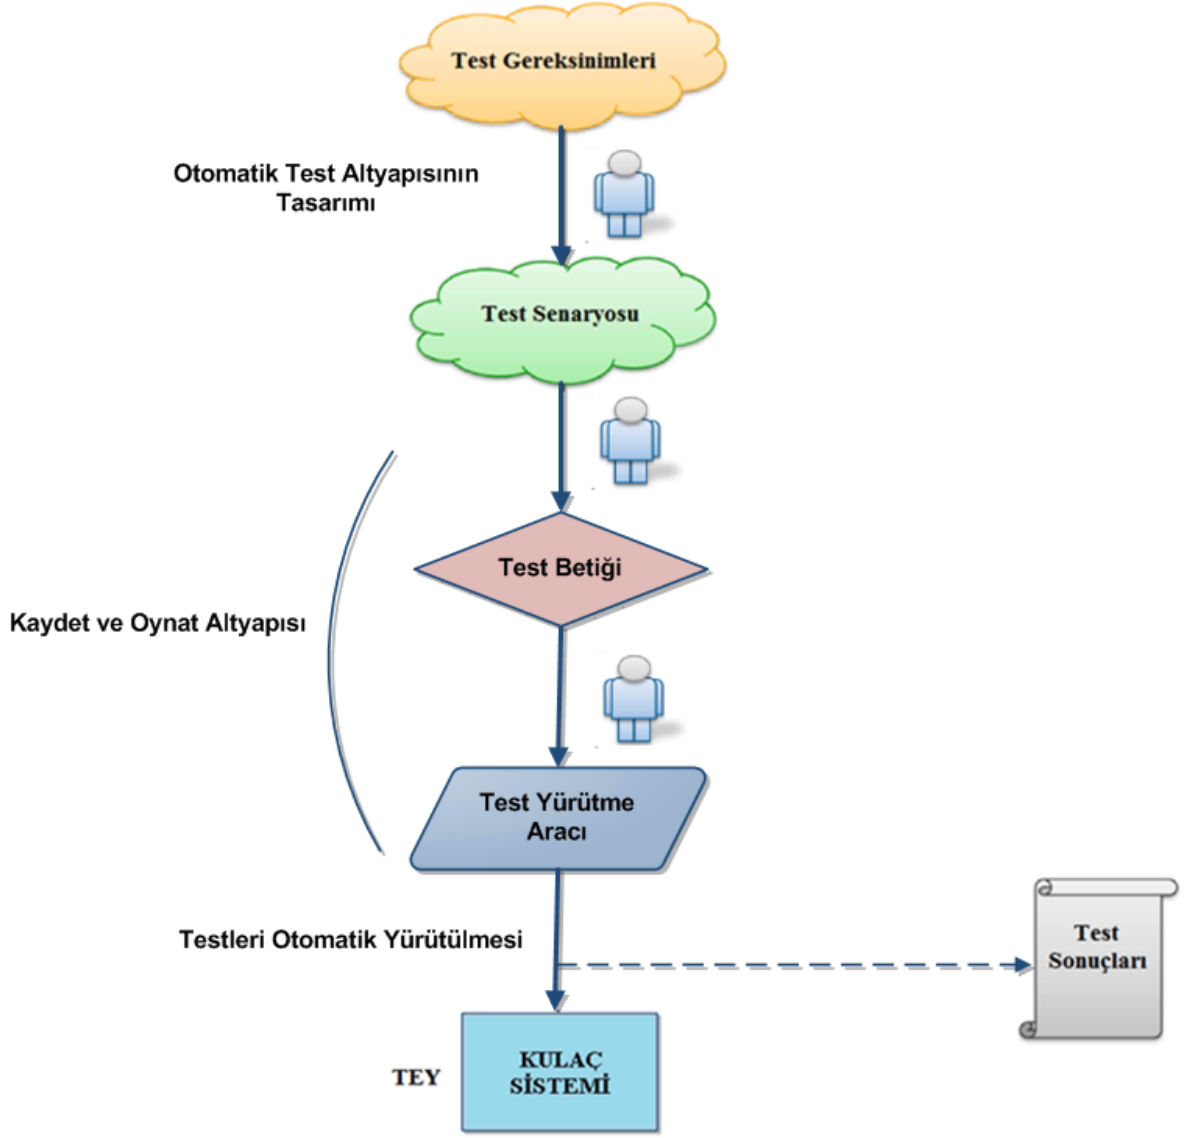 Test Gereksinimleri
Otomatik Test Altyapısının
Tasarımı
Test Senaryosu
Test Betiği
Kaydet ve Oynat Altyapısı
Test Yürütme
Aracı
Testleri Otomatik Yürütülmesi
Test
Sonuçları
TEY
KULAÇ
SİSTEMİ